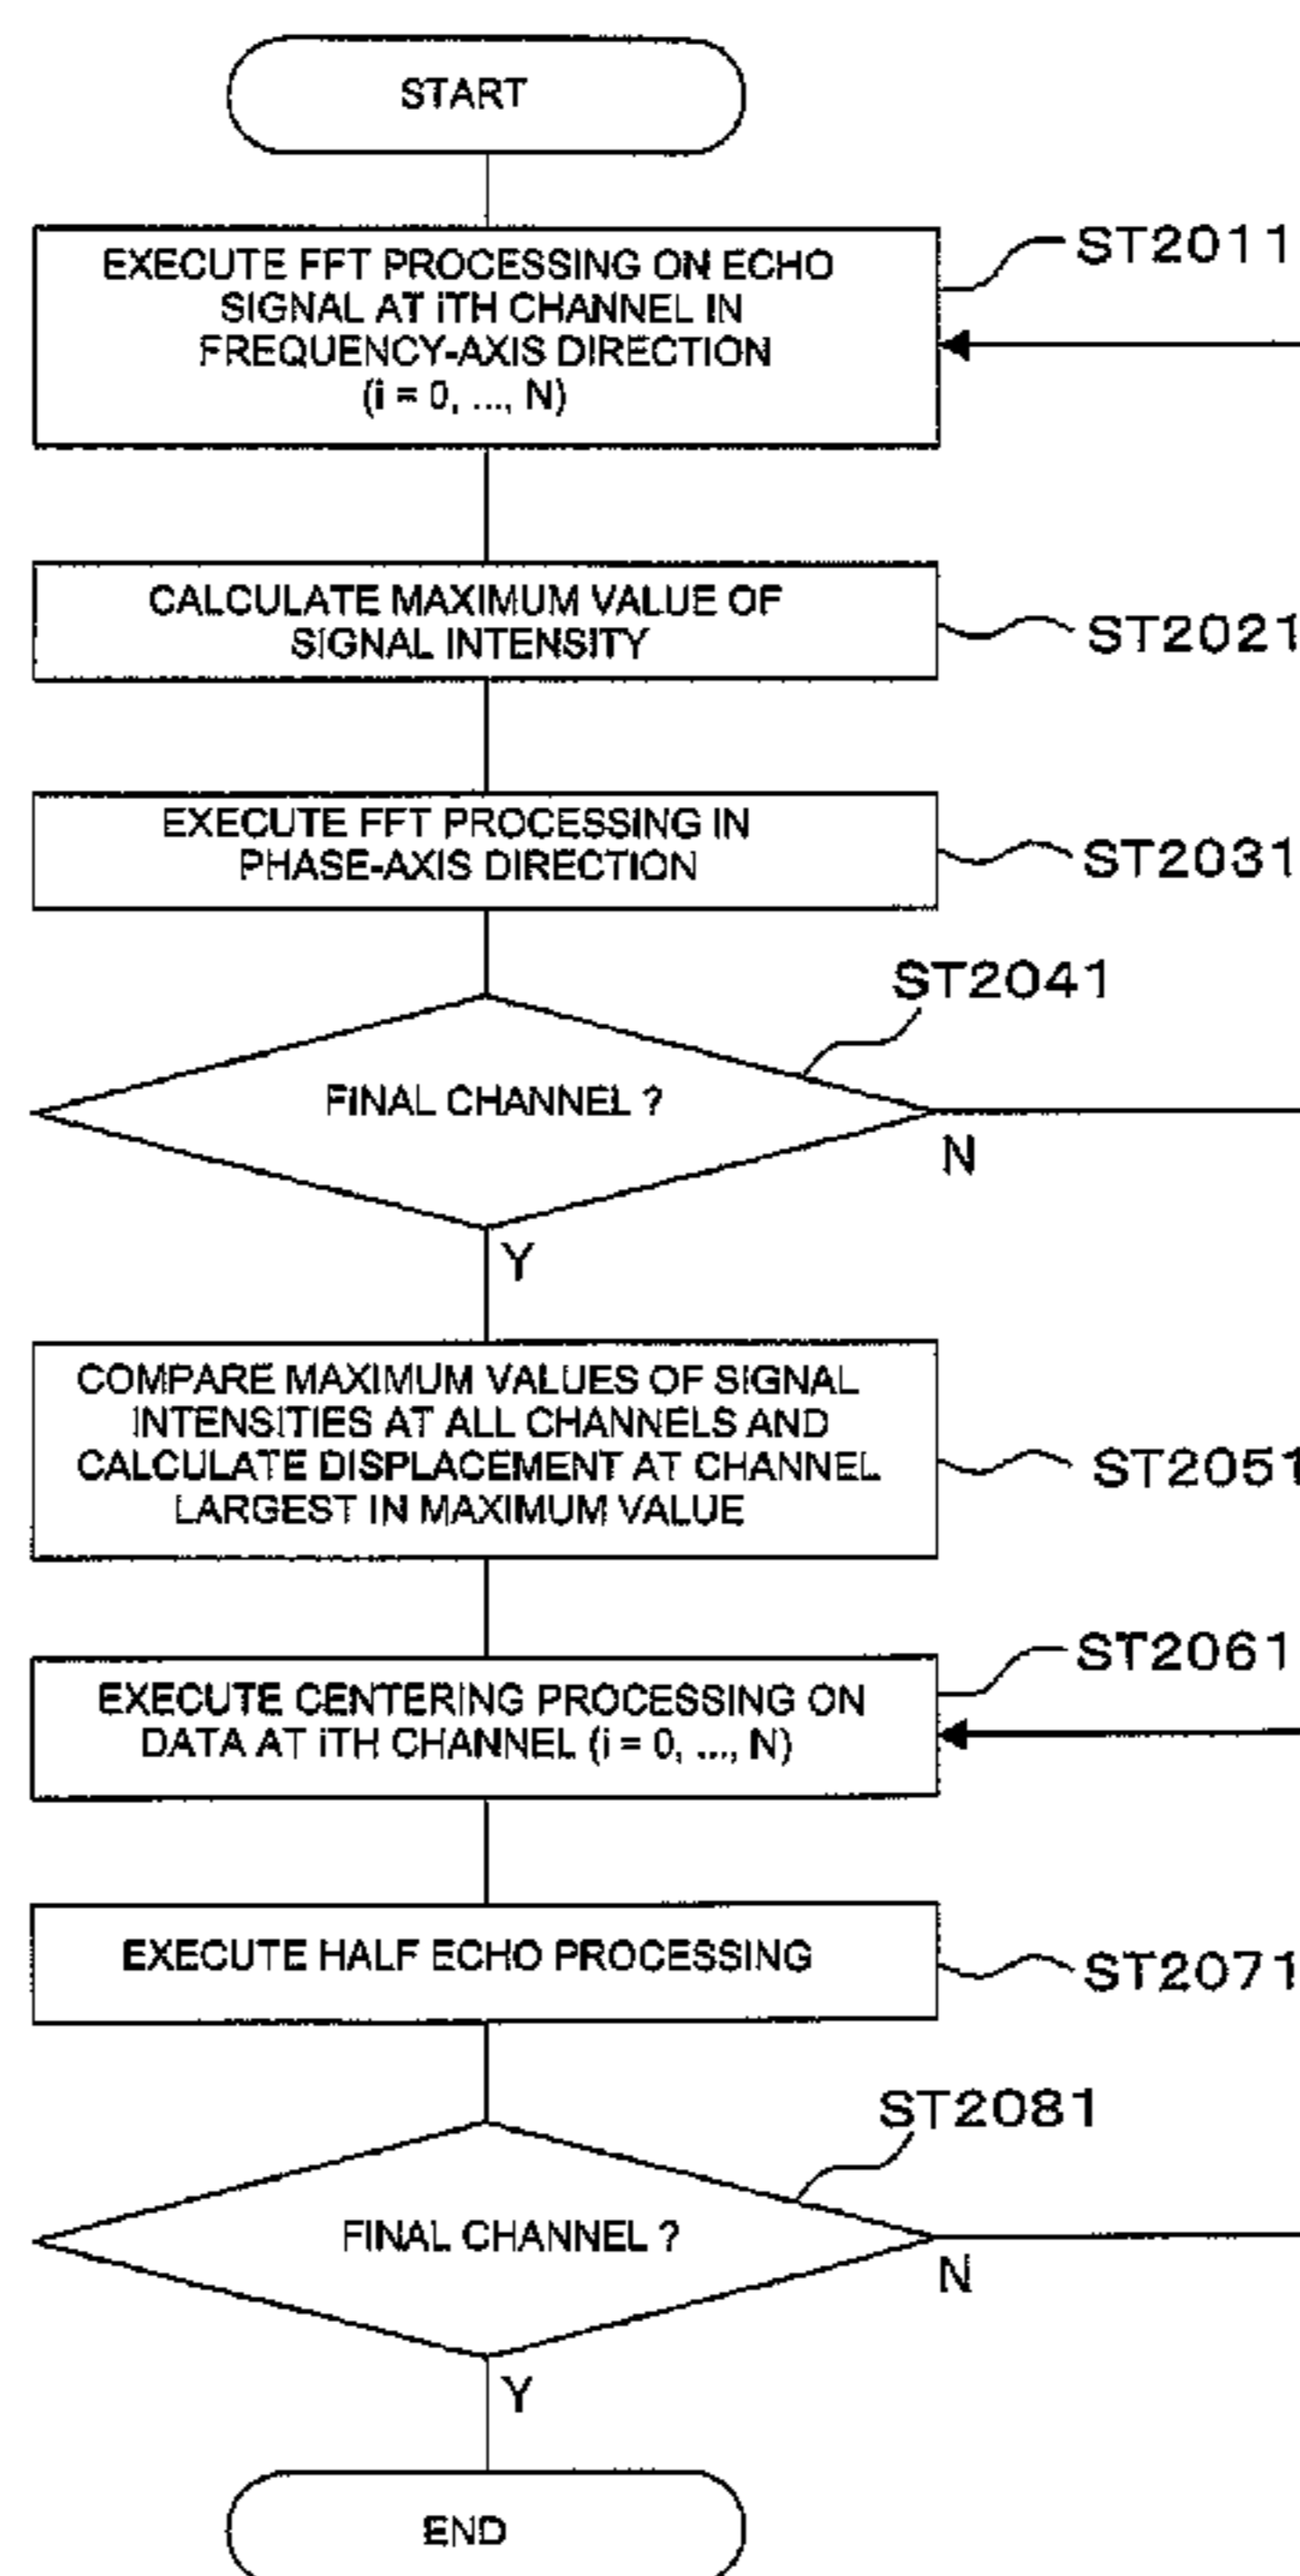 START
EXECUTE FFT PROCESSING ON ECHO
SIGNAL AT iTH CHANNEL IN
FREQUENCY-AXIS DIRECTION
(i = 0, ..., N)
ST2011
CALCULATE MAXIMUM VALUE OF
SIGNAL INTENSITY
ST2021
EXECUTE FFT PROCESSING IN
PHASE-AXIS DIRECTION
ST2031
ST2041
FINAL CHANNEL ?
N
Y
COMPARE MAXIMUM VALUES OF SIGNAL
INTENSITIES AT ALL CHANNELS AND
CALCULATE DISPLACEMENT AT CHANNEL
LARGEST IN MAXIMUM VALUE
ST2051
ST2061
EXECUTE CENTERING PROCESSING ON
DATA AT iTH CHANNEL (i = 0, ..., N)
EXECUTE HALF ECHO PROCESSING
ST2071
ST2081
FINAL CHANNEL ?
N
Y
END